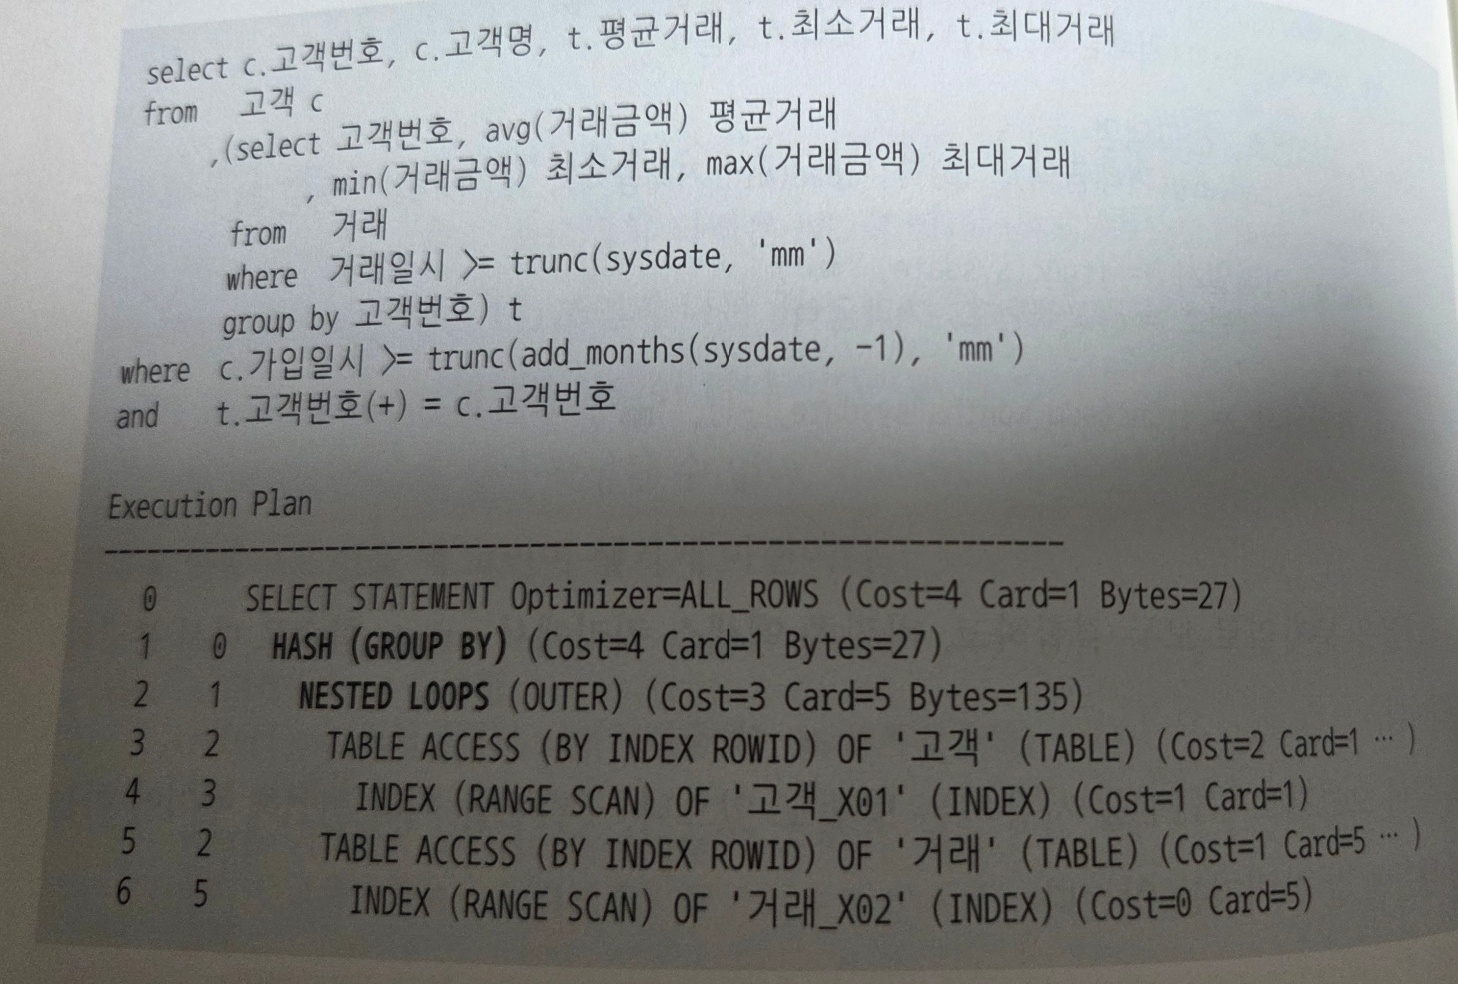 select c.고객번호, c.고객명, t.평균거래, t.최소거래, t.최대거래
from 고객 c
,(select 고객번호, avg(거래금액) 평균거래
, min(거래금액) 최소거래, max(거래금액) 최대거래
from 거래
where 거래일시 >= trunc(sysdate, 'mm')
group by 고객번호) t
where c.가입일시 >= trunc(add_months(sysdate, -1), 'mm')
and t.고객번호(+) = c.고객번호
Execution Plan
------------------------------------------------------------
0 SELECT STATEMENT Optimizer=ALL_ROWS (Cost=4 Card=1 Bytes=27)
1 0 HASH (GROUP BY) (Cost=4 Card=1 Bytes=27)
2 1 NESTED LOOPS (OUTER) (Cost=3 Card=5 Bytes=135)
3 2 TABLE ACCESS (BY INDEX ROWID) OF '고객' (TABLE) (Cost=2 Card=1 … )
4 3 INDEX (RANGE SCAN) OF '고객_X01' (INDEX) (Cost=1 Card=1)
5 2 TABLE ACCESS (BY INDEX ROWID) OF '거래' (TABLE) (Cost=1 Card=5 … )
6 5 INDEX (RANGE SCAN) OF '거래_X02' (INDEX) (Cost=0 Card=5)